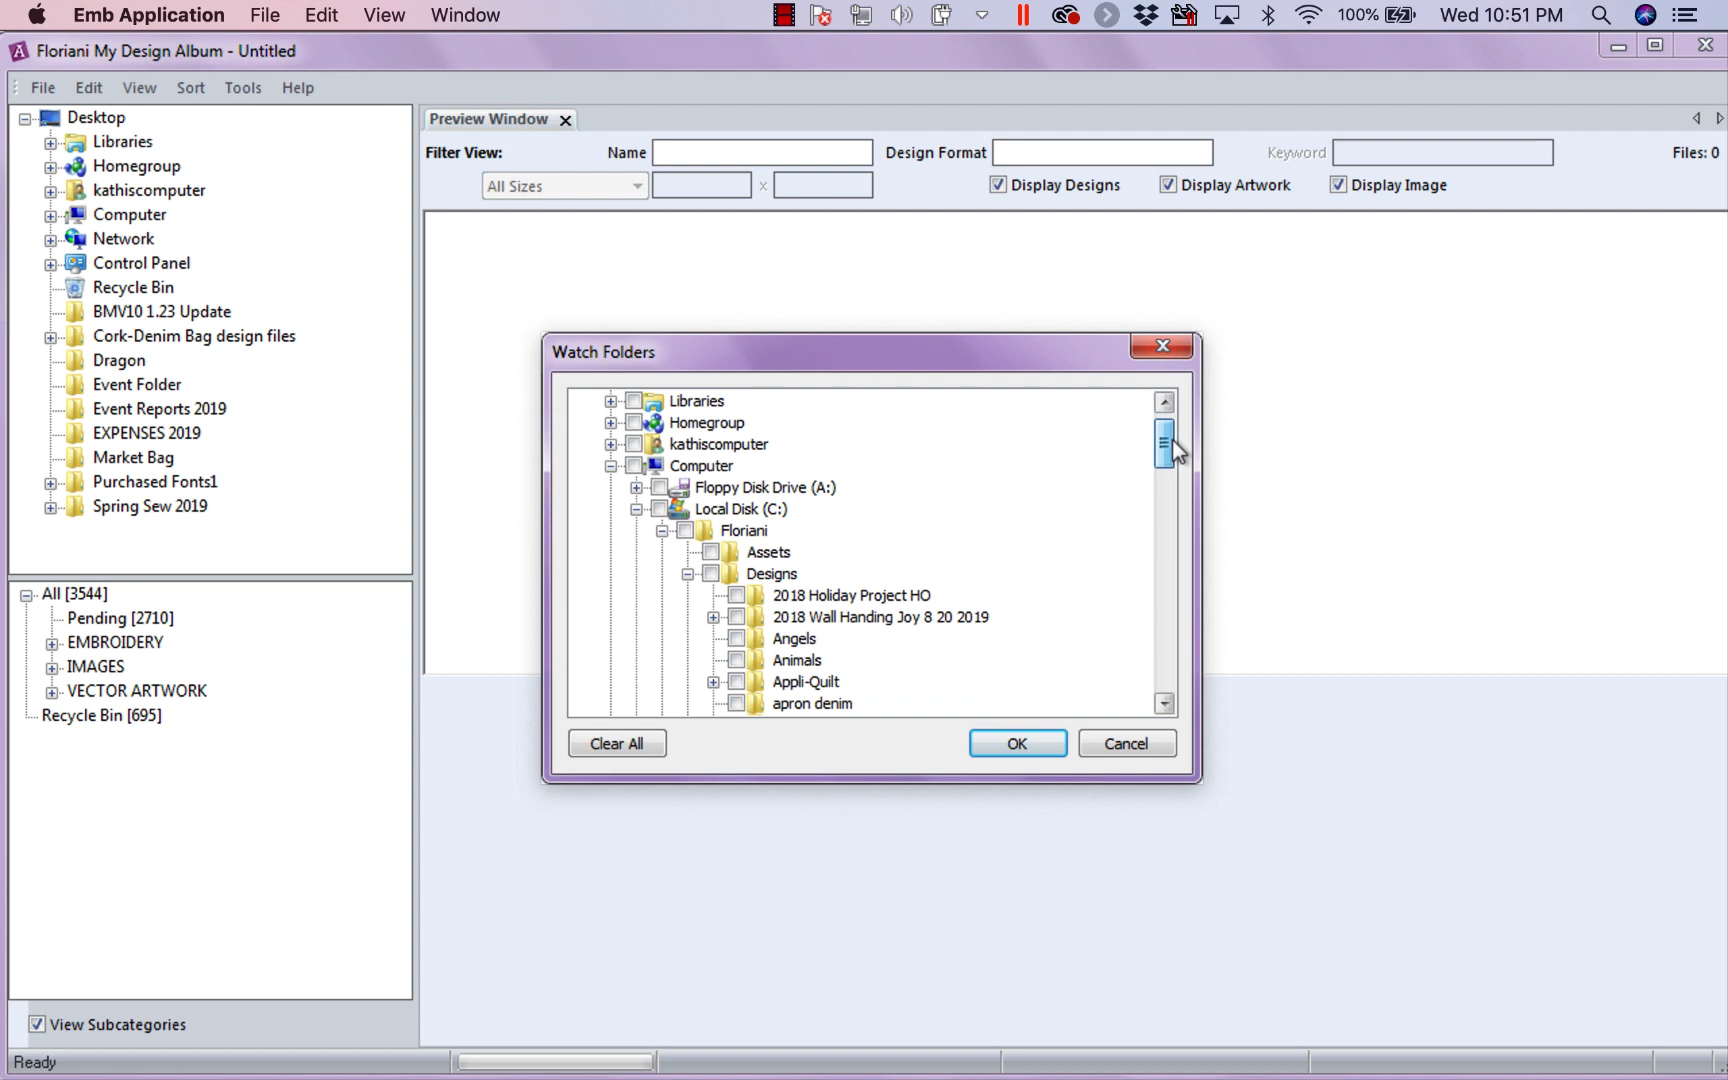 Emb Application File Edit View Window 100% Wed 10:51 PM
Floriani My Design Album - Untitled
File Edit View Sort Tools Help
Desktop
Libraries
Homegroup
kathiscomputer
Computer
Network
Control Panel
Recycle Bin
BMV10 1.23 Update
Cork-Denim Bag design files
Dragon
Event Folder
Event Reports 2019
EXPENSES 2019
Market Bag
Purchased Fonts1
Spring Sew 2019
All [3544]
Pending [2710]
EMBROIDERY
IMAGES
VECTOR ARTWORK
Recycle Bin [695]
View Subcategories
Ready
Preview Window
Filter View: Name Design Format Keyword Files: 0
All Sizes x Display Designs Display Artwork Display Image
Watch Folders
Libraries
Homegroup
kathiscomputer
Computer
Floppy Disk Drive (A:)
Local Disk (C:)
Floriani
Assets
Designs
2018 Holiday Project HO
2018 Wall Handing Joy 8 20 2019
Angels
Animals
Appli-Quilt
apron denim
Clear All OK Cancel